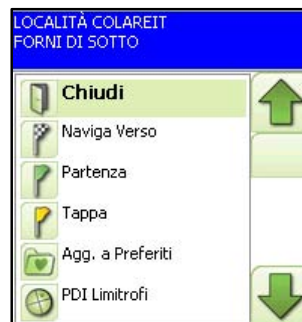 LOCALITÀ COLAREIT
FORNI DI SOTTO
Chiudi
Naviga Verso
Partenza
Tappa
Agg. a Preferiti
PDI Limitrofi